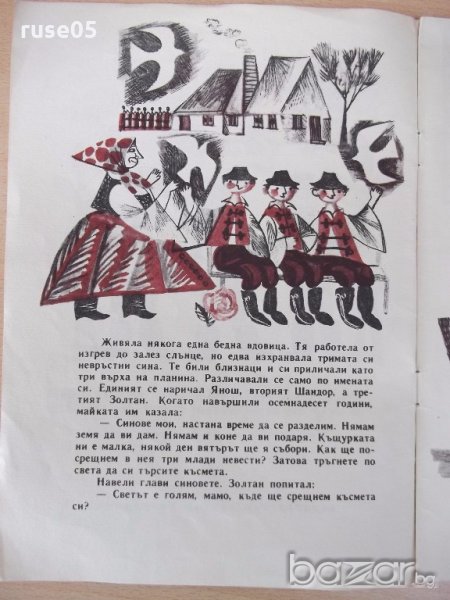 ruse05
Живяла някога една бедна вдовица. Тя работела от
изгрев до залез слънце, но едва изхранвала тримата си
невръстни сина. Те били близнаци и си приличали като
три върха на планина. Различавали се само по имената
си. Единият се наричал Янош, вторият Шандор, а тре-
тият Золтан. Когато навършили осемнадесет години,
майката им казала:
— Синове мои, настана време да се разделим. Нямам
земя да ви дам. Нямам и коне да ви подаря. Къщурката
ни е малка, някой ден вятърът ще я събори. Как ще по-
срещнем в нея три млади невести? Затова тръгнете по
света да си търсите късмета.
Навели глави синовете. Золтан попитал:
— Светът е голям, мамо, къде ще срещнем късмета
си?
bazar.bg